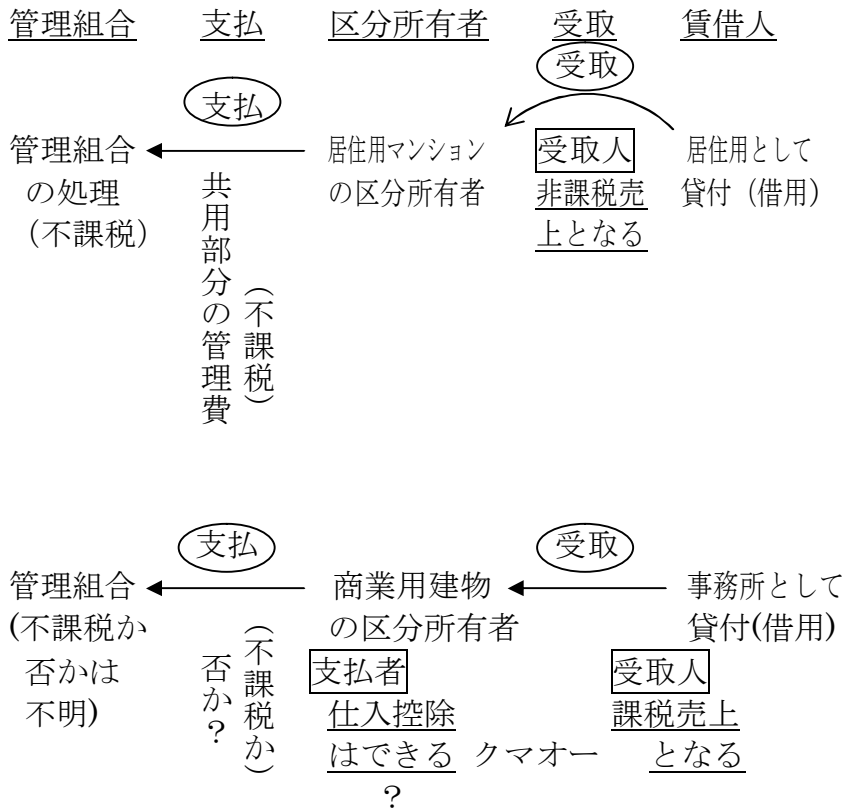 管理組合 支払 区分所有者 受取 賃借人
受取
支払
管理組合 居住用マンション 受取人 居住用として
の処理 の区分所有者 非課税売 貸付（借用）
（不課税） 上となる
共用部分の管理費
（不課税）
支払 受取
管理組合 商業用建物 事務所として
(不課税か の区分所有者 貸付(借用)
否かは 支払者 受取人
不明) 仕入控除 課税売上
はできる クマオー となる
？
（不課税か）
否か？